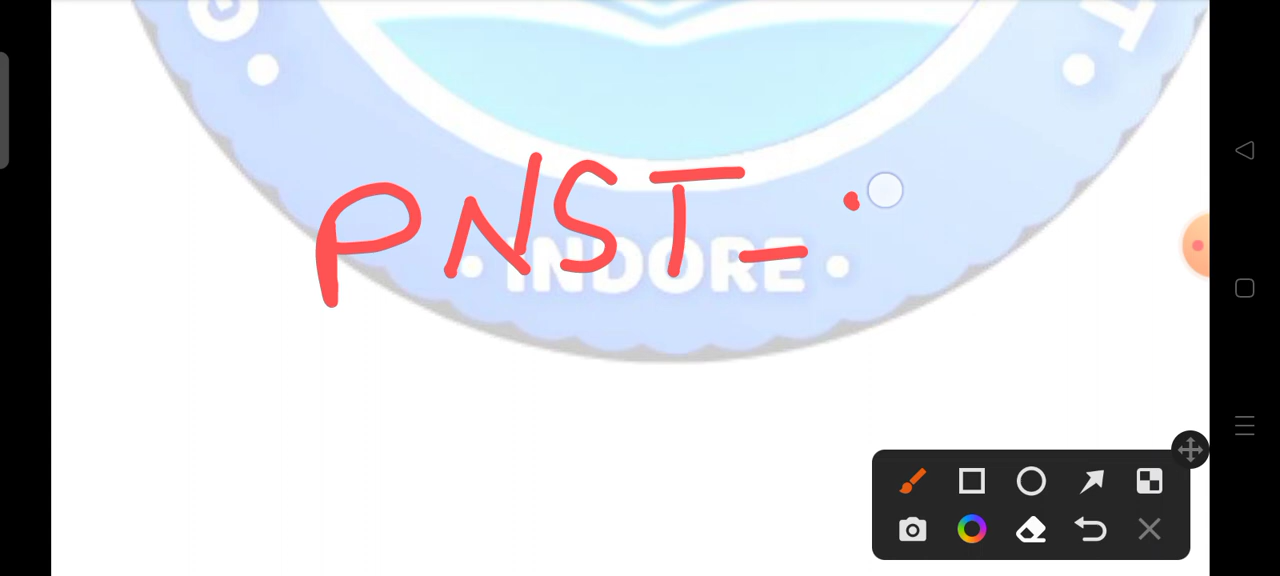 G T
PNST-
• INDORE •